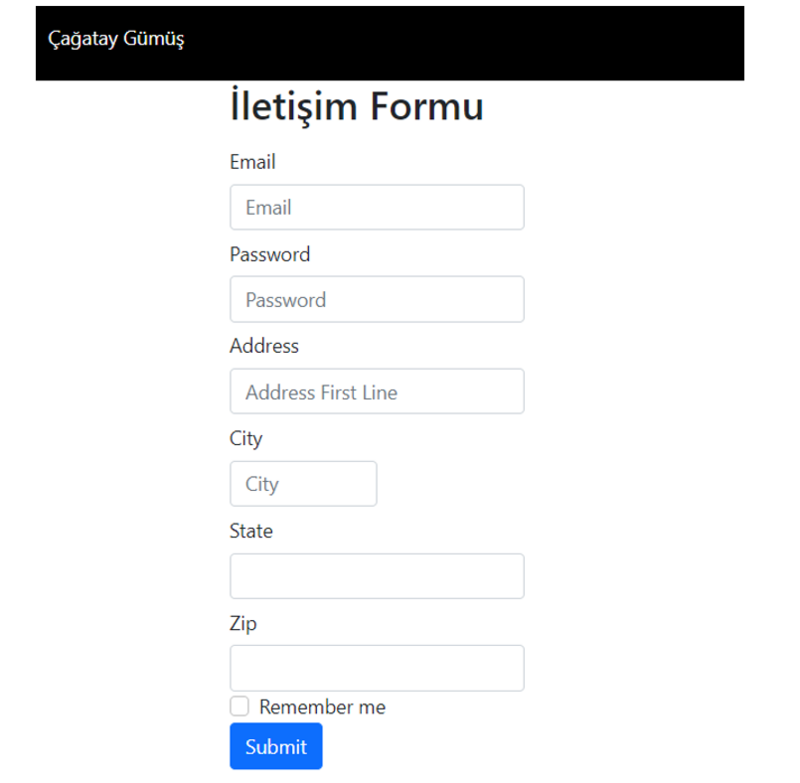 Çağatay Gümüş
İletişim Formu
Email
Email
Password
Password
Address
Address First Line
City
City
State
Zip
Remember me
Submit